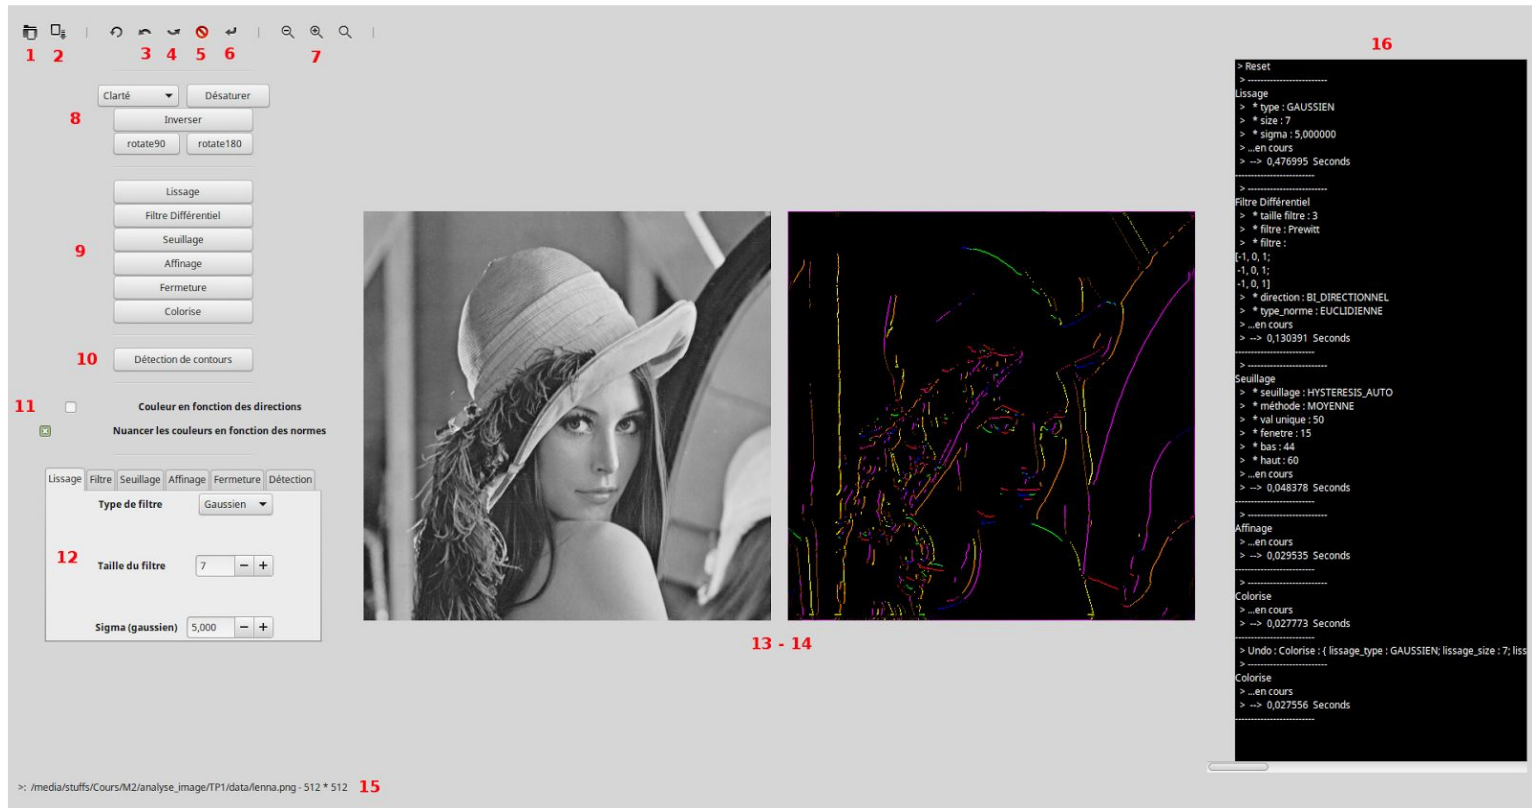 1 2 3 4 5 6 7
Clarté Désaturer
8
Inverser
rotate90 rotate180
Lissage
Filtre Différentiel
Seuillage
9
Affinage
Fermeture
Colorise
10 Détection de contours
11 Couleur en fonction des directions
Nuancer les couleurs en fonction des normes
Lissage Filtre Seuillage Affinage Fermeture Détection
Type de filtre Gaussien
12
Taille du filtre 7 − +
Sigma (gaussien) 5,000 − +
13 - 14
>: /media/stuffs/Cours/M2/analyse_image/TP1/data/lenna.png - 512 * 512 15
16
> Reset
> ------------------------
Lissage
> * type : GAUSSIEN
> * size : 7
> * sigma : 5,000000
> ...en cours
> --> 0,476995 Seconds
------------------------
> ------------------------
Filtre Différentiel
> * taille filtre : 3
> * filtre : Prewitt
> * filtre :
[-1, 0, 1;
-1, 0, 1;
-1, 0, 1]
> * direction : BI_DIRECTIONNEL
> * type_norme : EUCLIDIENNE
> ...en cours
> --> 0,130391 Seconds
------------------------
> ------------------------
Seuillage
> * seuillage : HYSTERESIS_AUTO
> * méthode : MOYENNE
> * val unique : 50
> * fenetre : 15
> * bas : 44
> * haut : 60
> ...en cours
> --> 0,048378 Seconds
------------------------
> ------------------------
Affinage
> ...en cours
> --> 0,029535 Seconds
------------------------
> ------------------------
Colorise
> ...en cours
> --> 0,027773 Seconds
------------------------
> Undo : Colorise : { lissage_type : GAUSSIEN; lissage_size : 7; liss
> ------------------------
Colorise
> ...en cours
> --> 0,027556 Seconds
------------------------